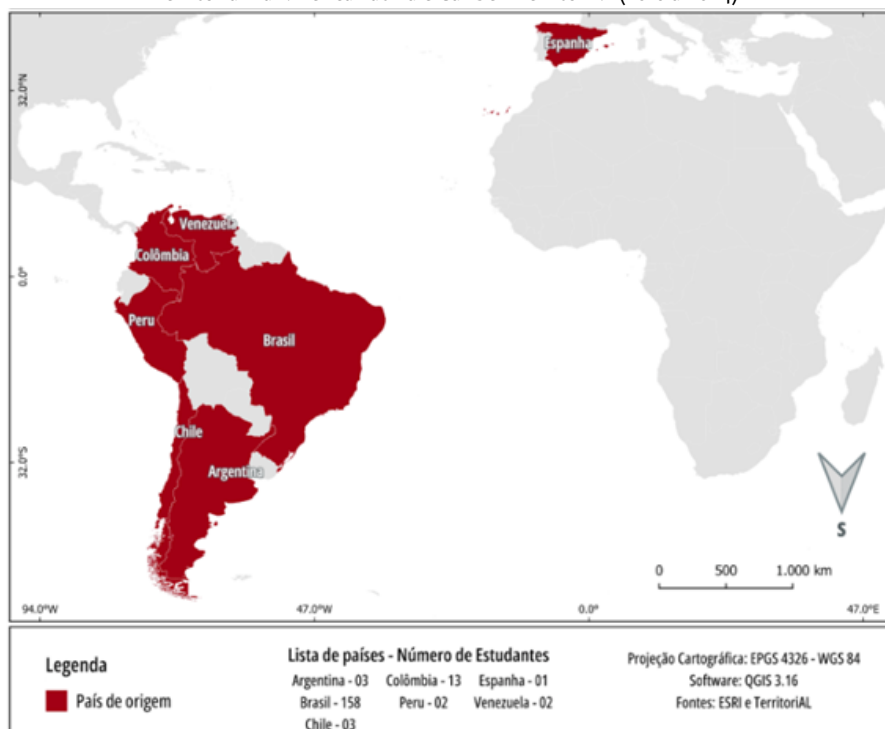 Espanha
32.0°N
Venezuela
Colômbia
0.0°
Peru
Brasil
Chile
32.0°S
Argentina
S
0 500 1.000 km
94.0°W 47.0°W 0.0° 47.0°E
Legenda
País de origem
Lista de países - Número de Estudantes
Argentina - 03 Colômbia - 13 Espanha - 01
Brasil - 158 Peru - 02 Venezuela - 02
Chile - 03
Projeção Cartográfica: EPGS 4326 - WGS 84
Software: QGIS 3.16
Fontes: ESRI e TerritoriAL